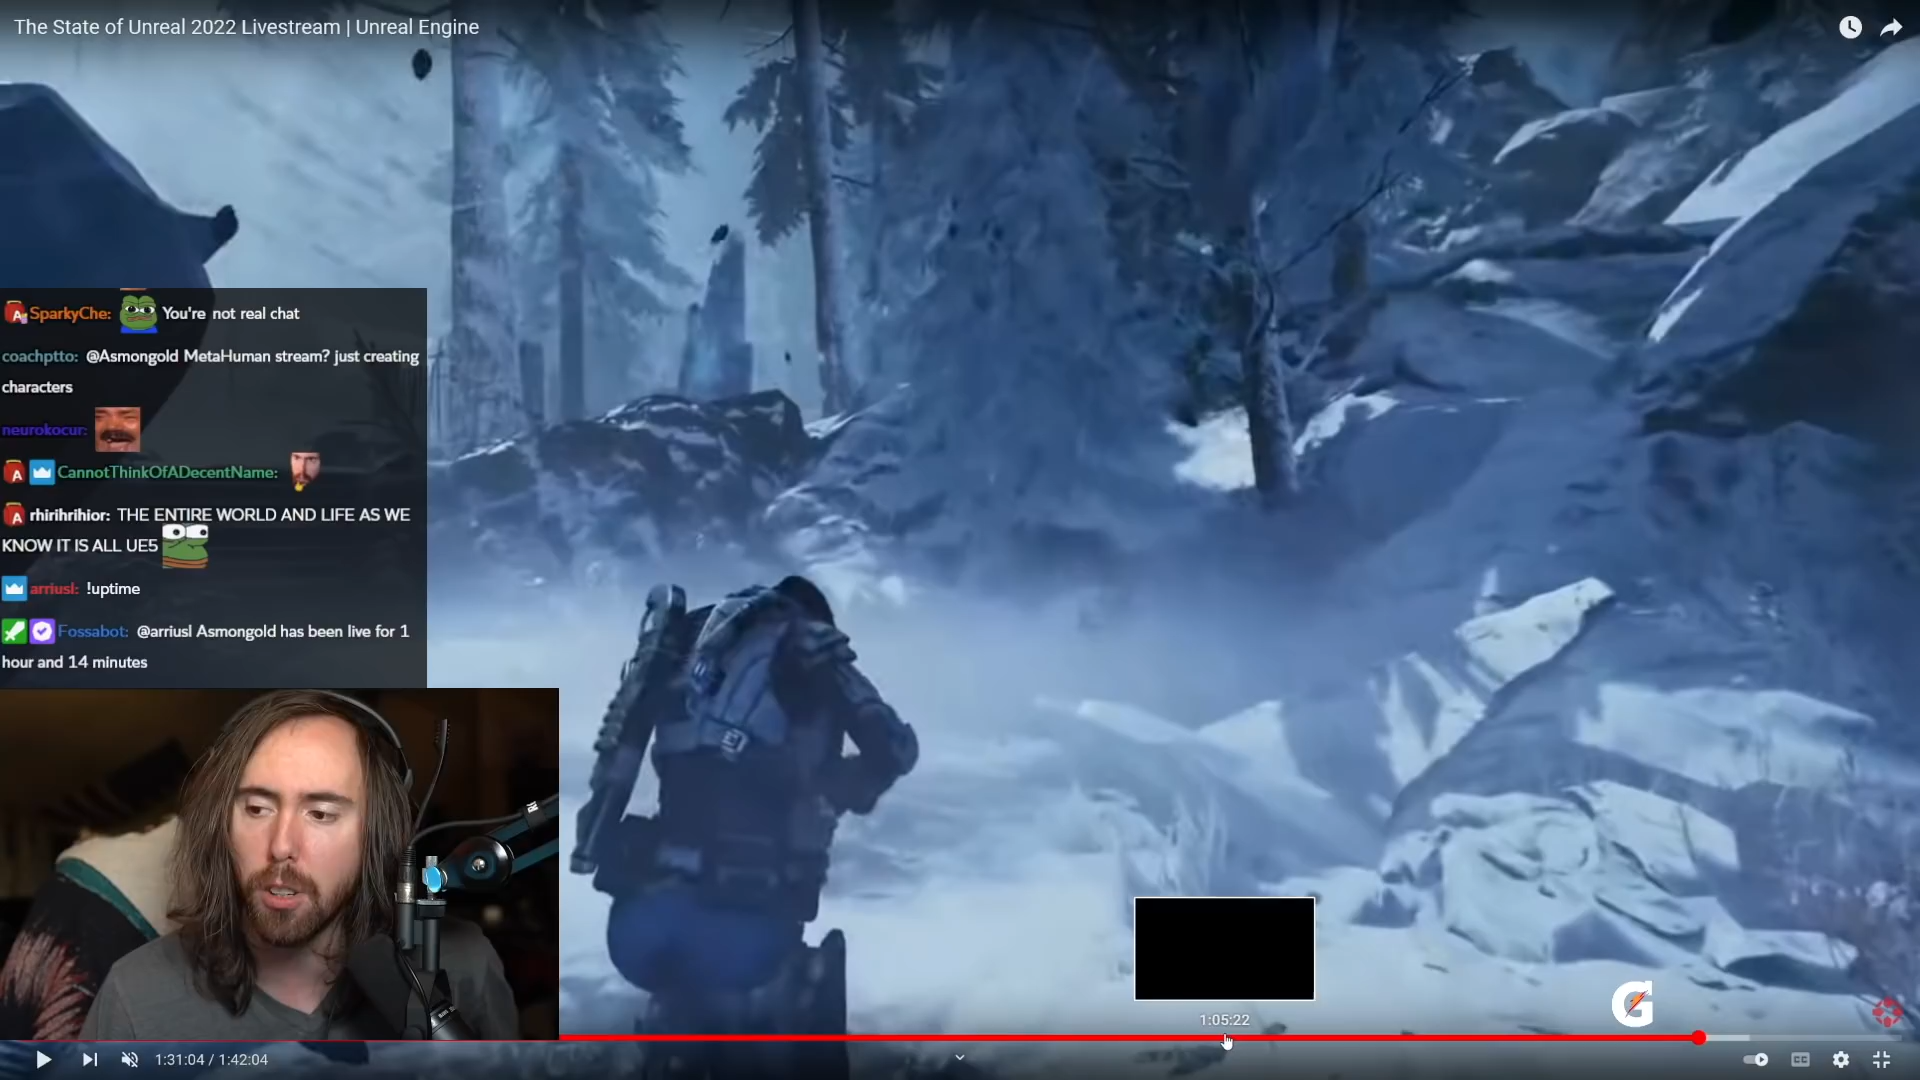 The State of Unreal 2022 Livestream | Unreal Engine
SparkyChe: You're not real chat
coachptto: @Asmongold MetaHuman stream? just creating
characters
neurokocur:
CannotThinkOfADecentName:
rhirihrihior: THE ENTIRE WORLD AND LIFE AS WE
KNOW IT IS ALL UE5
arriusl: !uptime
Fossabot: @arriusl Asmongold has been live for 1
hour and 14 minutes
G
1:05:22
1:31:04 / 1:42:04
CC